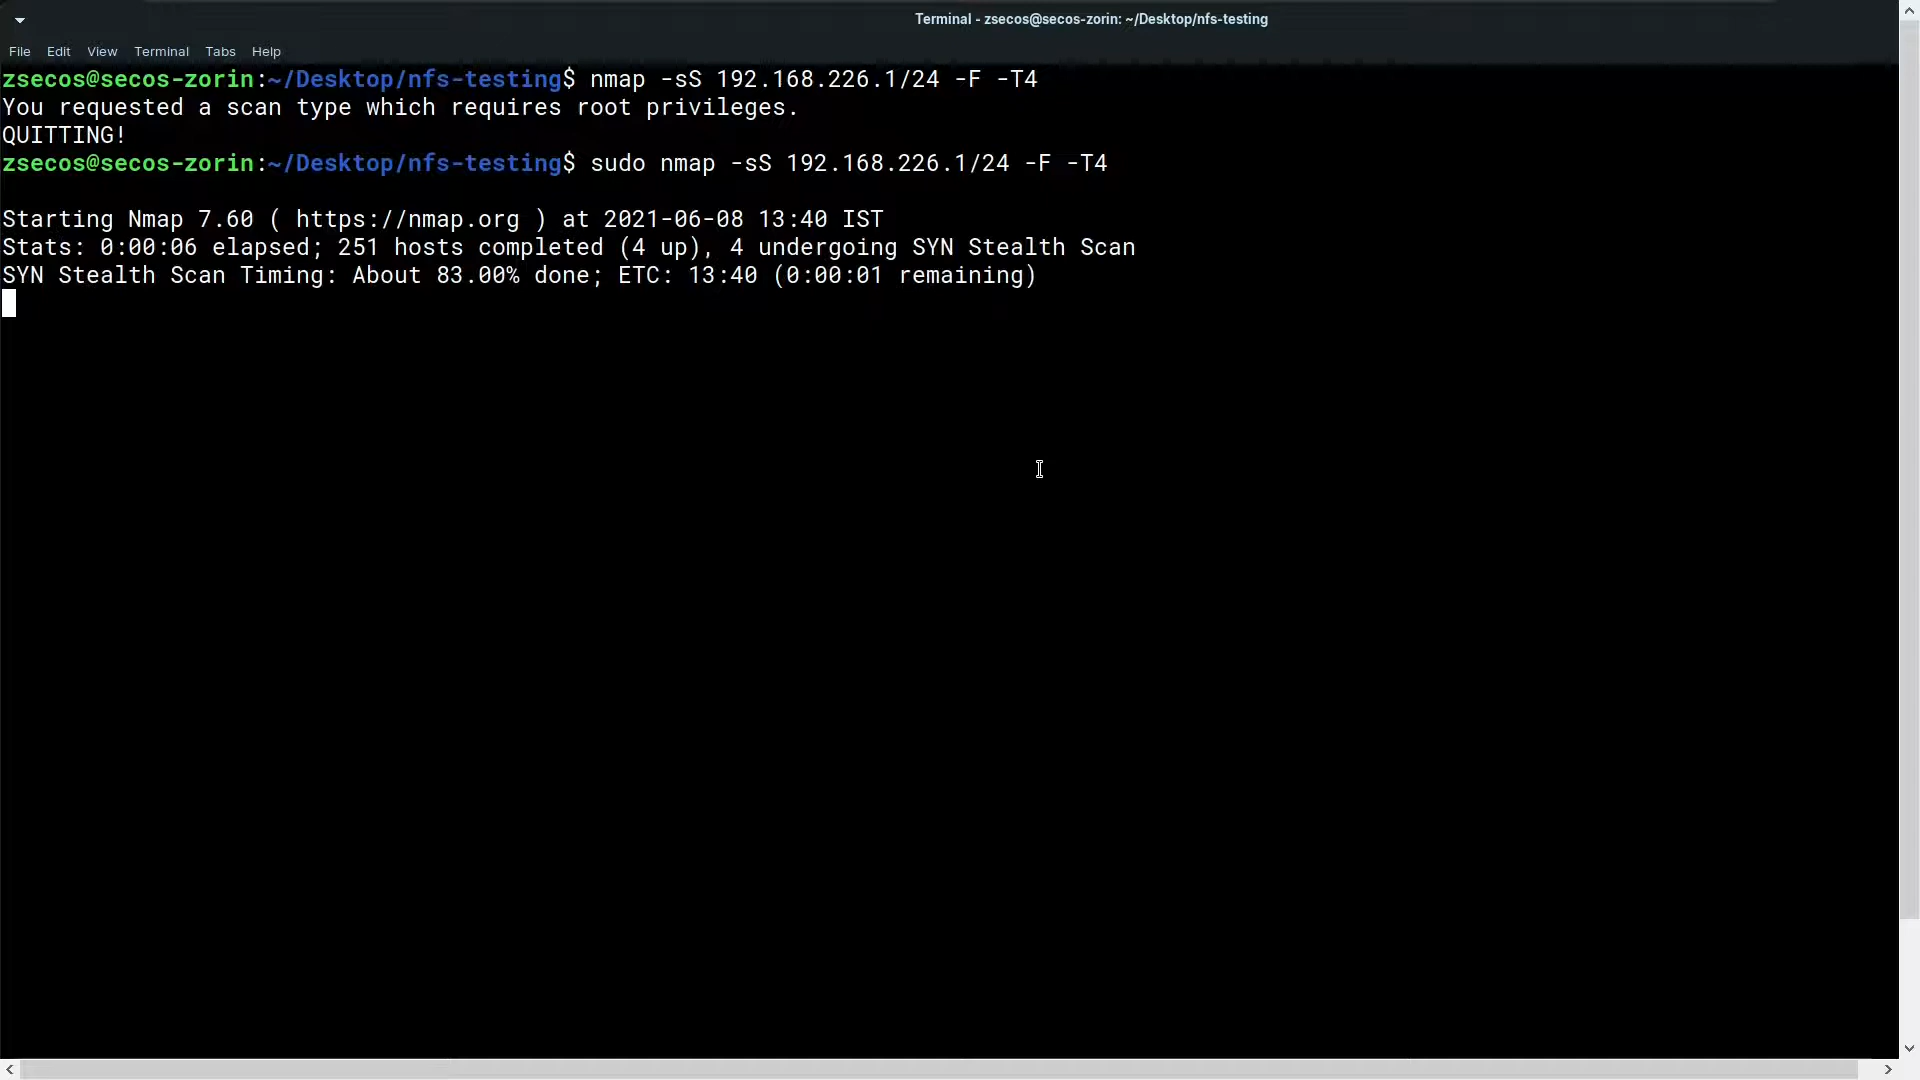 Terminal - zsecos@secos-zorin: ~/Desktop/nfs-testing
File Edit View Terminal Tabs Help
zsecos@secos-zorin:~/Desktop/nfs-testing$ nmap -sS 192.168.226.1/24 -F -T4
You requested a scan type which requires root privileges.
QUITTING!
zsecos@secos-zorin:~/Desktop/nfs-testing$ sudo nmap -sS 192.168.226.1/24 -F -T4
Starting Nmap 7.60 ( https://nmap.org ) at 2021-06-08 13:40 IST
Stats: 0:00:06 elapsed; 251 hosts completed (4 up), 4 undergoing SYN Stealth Scan
SYN Stealth Scan Timing: About 83.00% done; ETC: 13:40 (0:00:01 remaining)